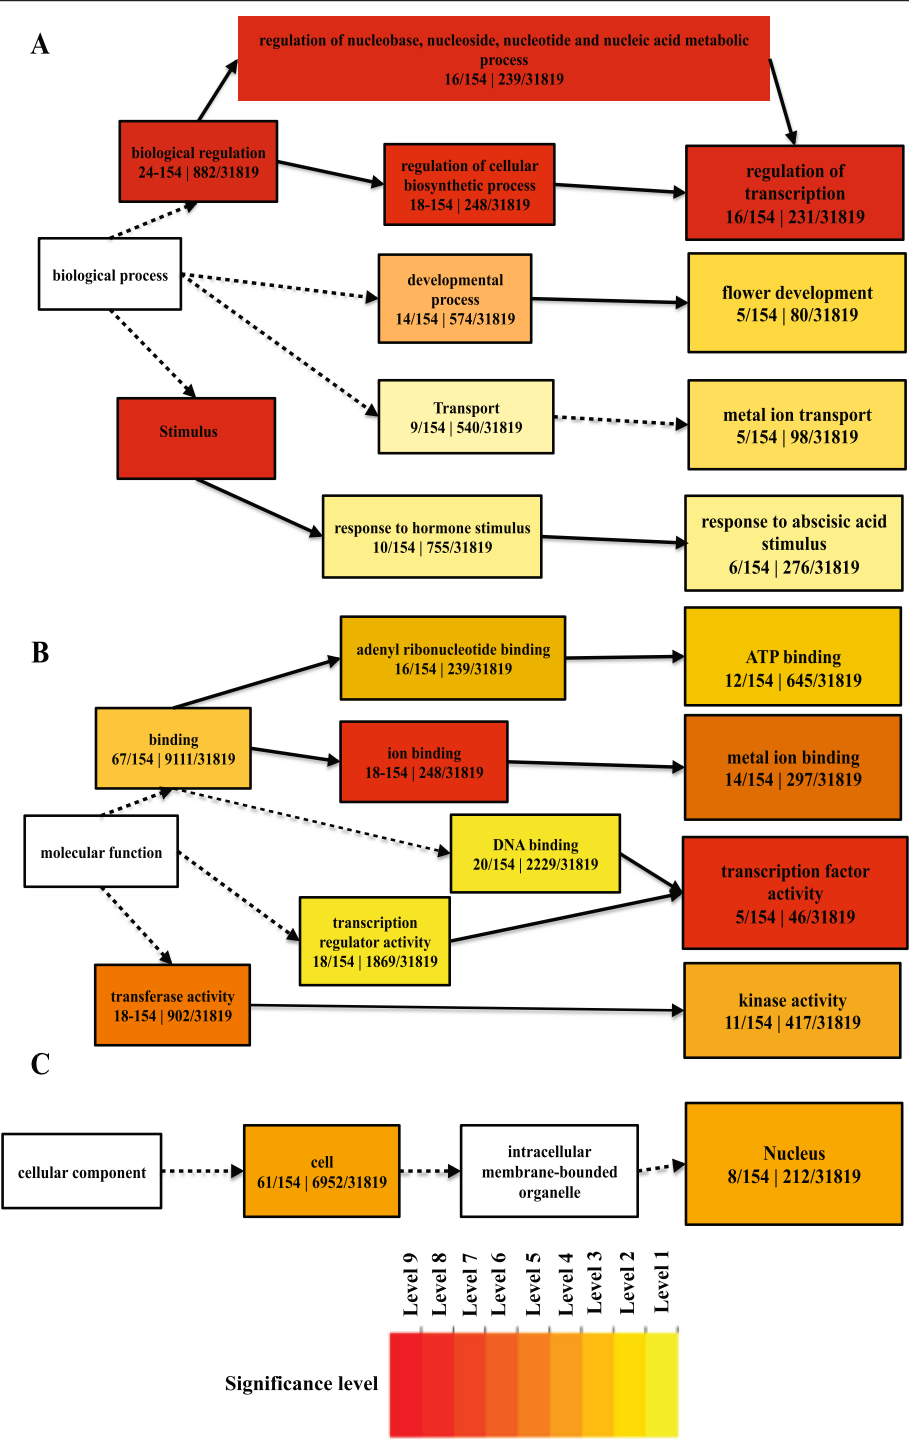 A
regulation of nucleobase, nucleoside, nucleotide and nucleic acid metabolic
process
16/154 | 239/31819
biological regulation
24-154 | 882/31819
regulation of cellular
biosynthetic process
18-154 | 248/31819
regulation of
transcription
16/154 | 231/31819
biological process
developmental
process
14/154 | 574/31819
flower development
5/154 | 80/31819
Transport
9/154 | 540/31819
metal ion transport
5/154 | 98/31819
Stimulus
response to hormone stimulus
10/154 | 755/31819
response to abscisic acid
stimulus
6/154 | 276/31819
B
adenyl ribonucleotide binding
16/154 | 239/31819
ATP binding
12/154 | 645/31819
binding
67/154 | 9111/31819
ion binding
18-154 | 248/31819
metal ion binding
14/154 | 297/31819
molecular function
DNA binding
20/154 | 2229/31819
transcription factor
activity
5/154 | 46/31819
transcription
regulator activity
18/154 | 1869/31819
transferase activity
18-154 | 902/31819
kinase activity
11/154 | 417/31819
C
cellular component
cell
61/154 | 6952/31819
intracellular
membrane-bounded
organelle
Nucleus
8/154 | 212/31819
Level 9
Level 8
Level 7
Level 6
Level 5
Level 4
Level 3
Level 2
Level 1
Significance level